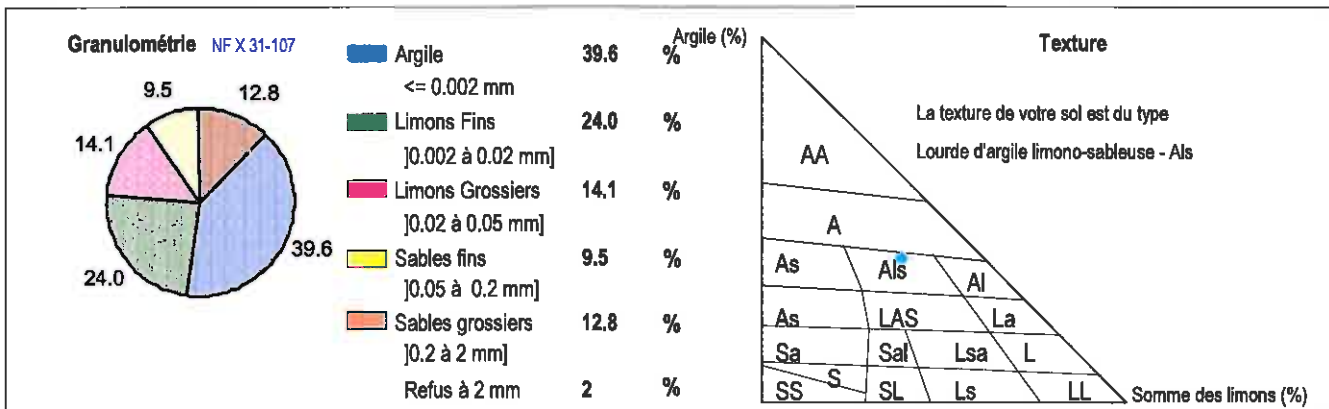 Granulométrie NF X 31-107
9.5
12.8
14.1
24.0
39.6
Argile 39.6 %
<= 0.002 mm
Limons Fins 24.0 %
]0.002 à 0.02 mm]
Limons Grossiers 14.1 %
]0.02 à 0.05 mm]
Sables fins 9.5 %
]0.05 à 0.2 mm]
Sables grossiers 12.8 %
]0.2 à 2 mm]
Refus à 2 mm 2 %
Argile (%)
Texture
La texture de votre sol est du type
Lourde d'argile limono-sableuse - Als
AA
A
As Als Al
As LAS La
Sa Sal Lsa L
S
SS SL Ls LL
Somme des limons (%)